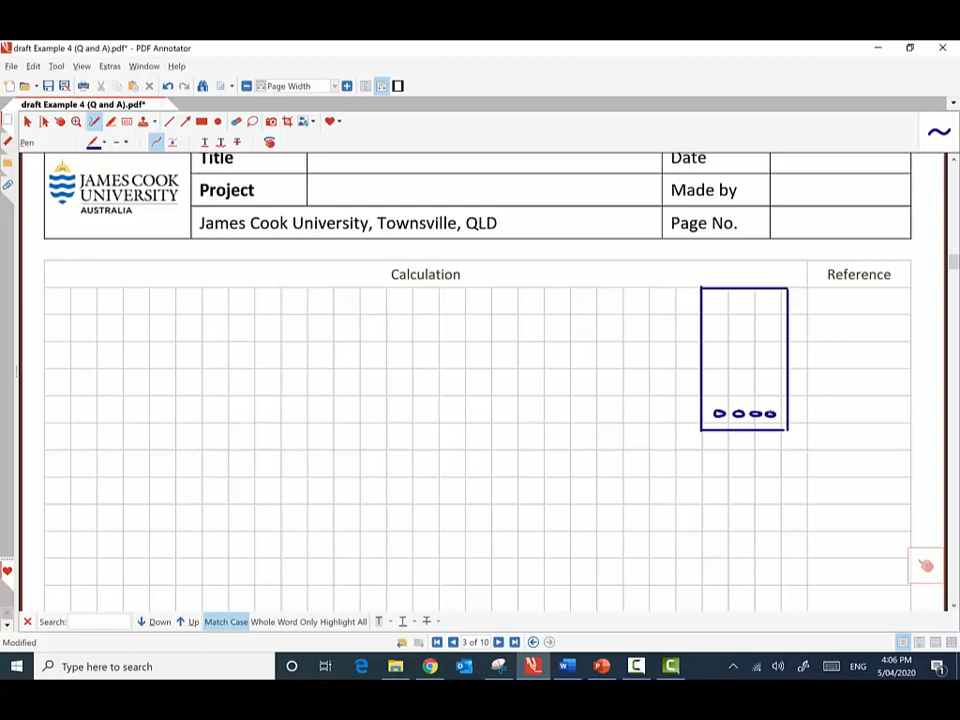 draft Example 4 (Q and A).pdf* - PDF Annotator
File Edit Tool View Extras Window Help
Page Width
draft Example 4 (Q and A).pdf*
Pen
Title Date
JAMES COOK
UNIVERSITY
AUSTRALIA
Project Made by
James Cook University, Townsville, QLD Page No.
Calculation Reference
Search: Down Up Match Case Whole Word Only Highlight All
Modified 3 of 10
Type here to search ENG 4:06 PM
5/04/2020